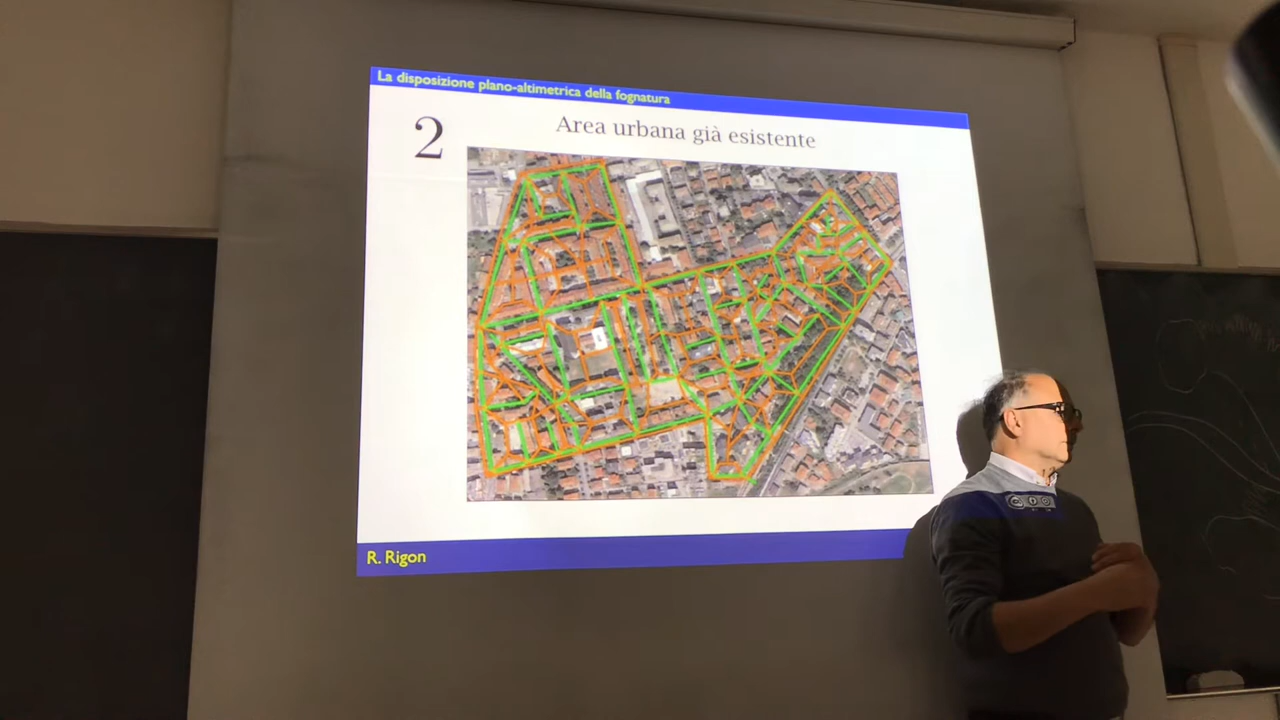 La disposizione plano-altimetrica della fognatura
2
Area urbana già esistente
R. Rigon